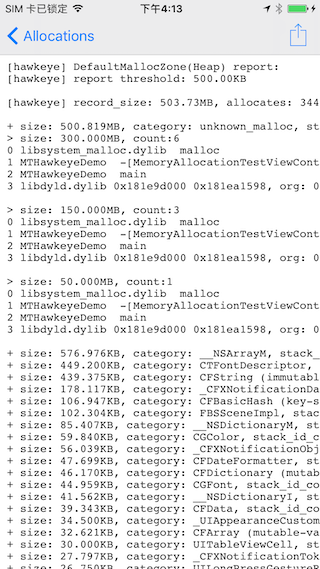 SIM 卡已锁定 下午4:13
Allocations
[hawkeye] DefaultMallocZone(Heap) report:
[hawkeye] report threshold: 500.00KB
[hawkeye] record_size: 503.73MB, allocates: 344
+ size: 500.819MB, category: unknown_malloc, st
> size: 300.000MB, count:6
0 libsystem_malloc.dylib malloc
1 MTHawkeyeDemo -[MemoryAllocationTestViewCont
2 MTHawkeyeDemo main
3 libdyld.dylib 0x181e9d000 0x181ea1598, org: 0
> size: 150.000MB, count:3
0 libsystem_malloc.dylib malloc
1 MTHawkeyeDemo -[MemoryAllocationTestViewCont
2 MTHawkeyeDemo main
3 libdyld.dylib 0x181e9d000 0x181ea1598, org: 0
> size: 50.000MB, count:1
0 libsystem_malloc.dylib malloc
1 MTHawkeyeDemo -[MemoryAllocationTestViewCont
2 MTHawkeyeDemo main
3 libdyld.dylib 0x181e9d000 0x181ea1598, org: 0
+ size: 576.976KB, category: __NSArrayM, stack_
+ size: 449.200KB, category: CTFontDescriptor,
+ size: 439.375KB, category: CFString (immutabl
+ size: 178.117KB, category: _CFXNotificationDa
+ size: 106.947KB, category: CFBasicHash (key-s
+ size: 102.304KB, category: FBSSceneImpl, stac
+ size: 85.407KB, category: __NSDictionaryM, st
+ size: 59.840KB, category: CGColor, stack_id_c
+ size: 56.039KB, category: _CFXNotificationObj
+ size: 47.699KB, category: CFDateFormatter, st
+ size: 46.170KB, category: CFDictionary (mutab
+ size: 44.959KB, category: CGFont, stack_id_co
+ size: 41.562KB, category: __NSDictionaryI, st
+ size: 39.343KB, category: CFData, stack_id_co
+ size: 34.500KB, category: _UIAppearanceCustom
+ size: 32.621KB, category: CFArray (mutable-va
+ size: 30.000KB, category: UITableViewCell, st
+ size: 27.797KB, category: _CFXNotificationTok
+ size: 26.750KB, category: UILongPressGestureR